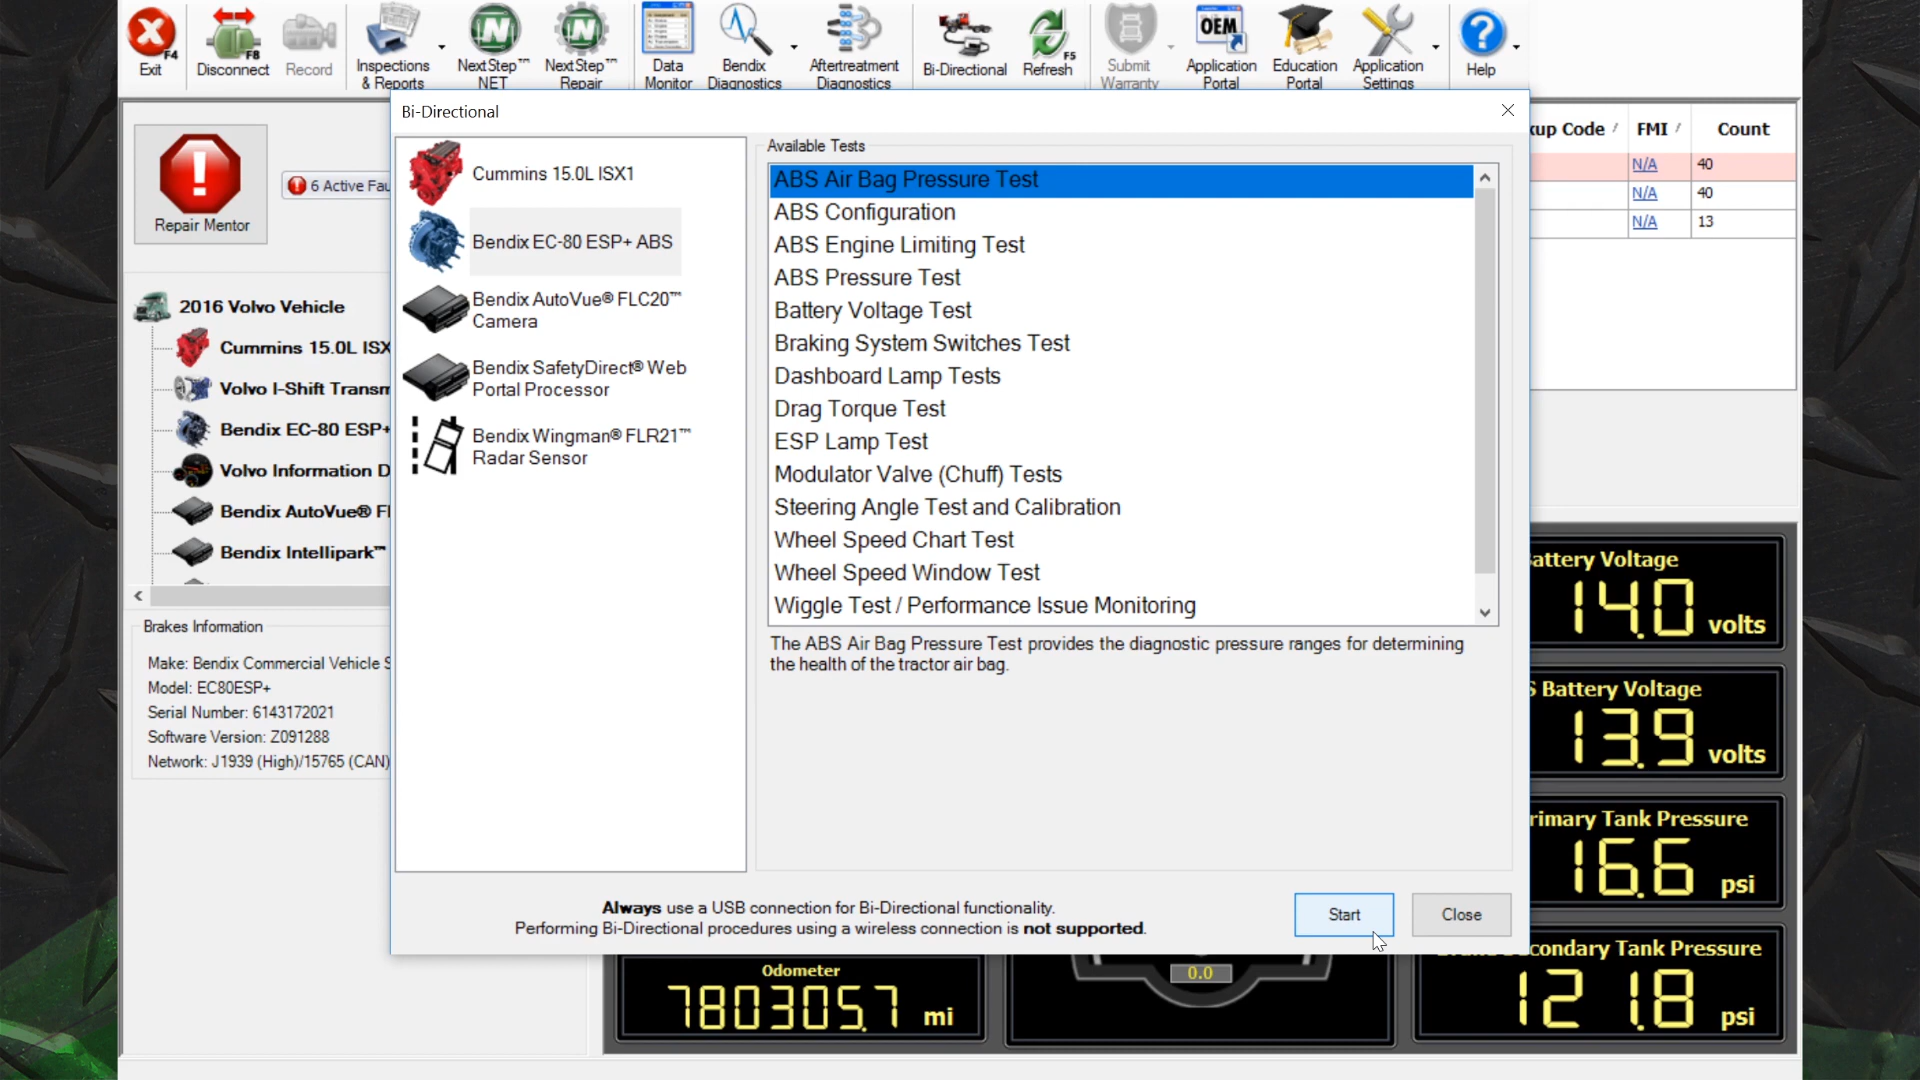 F4
Exit
F8
Disconnect
Record
Inspections
& Reports
NextStep™
NET
NextStep™
Repair
Data
Monitor
Bendix
Diagnostics
Aftertreatment
Diagnostics
Bi-Directional
F5
Refresh
Submit
Warranty
OEM
Application
Portal
Education
Portal
Application
Settings
Help
Bi-Directional
Repair Mentor
6 Active Fau
2016 Volvo Vehicle
Cummins 15.0L ISX
Volvo I-Shift Transm
Bendix EC-80 ESP+
Volvo Information D
Bendix AutoVue® Fl
Bendix Intellipark™
Brakes Information
Make: Bendix Commercial Vehicle S
Model: EC80ESP+
Serial Number: 6143172021
Software Version: Z091288
Network: J1939 (High)/15765 (CAN)
Cummins 15.0L ISX1
Bendix EC-80 ESP+ ABS
Bendix AutoVue® FLC20™
Camera
Bendix SafetyDirect® Web
Portal Processor
Bendix Wingman® FLR21™
Radar Sensor
Available Tests
ABS Air Bag Pressure Test
ABS Configuration
ABS Engine Limiting Test
ABS Pressure Test
Battery Voltage Test
Braking System Switches Test
Dashboard Lamp Tests
Drag Torque Test
ESP Lamp Test
Modulator Valve (Chuff) Tests
Steering Angle Test and Calibration
Wheel Speed Chart Test
Wheel Speed Window Test
Wiggle Test / Performance Issue Monitoring
The ABS Air Bag Pressure Test provides the diagnostic pressure ranges for determining
the health of the tractor air bag.
Always use a USB connection for Bi-Directional functionality.
Performing Bi-Directional procedures using a wireless connection is not supported.
Start
Close
kup Code / FMI / Count
N/A 40
N/A 40
N/A 13
attery Voltage
14.0 volts
S Battery Voltage
13.9 volts
rimary Tank Pressure
16.6 psi
condary Tank Pressure
121.8 psi
Odometer
780305.7 mi
0.0